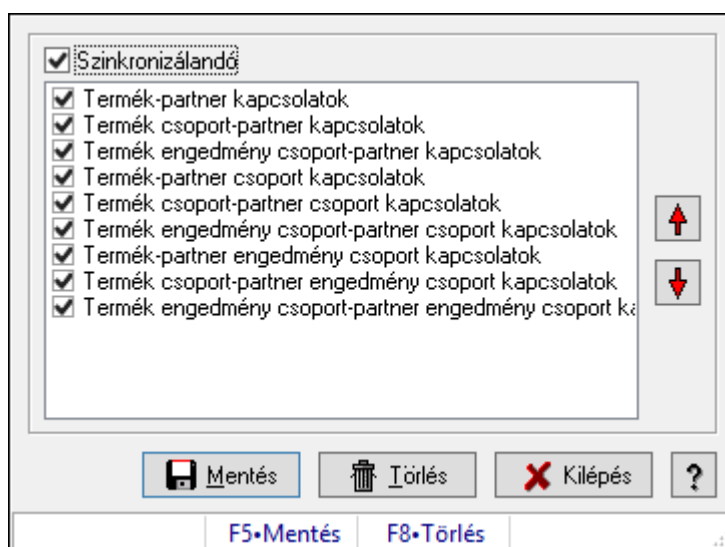 Szinkronizálandó
Termék-partner kapcsolatok
Termék csoport-partner kapcsolatok
Termék engedmény csoport-partner kapcsolatok
Termék-partner csoport kapcsolatok
Termék csoport-partner csoport kapcsolatok
Termék engedmény csoport-partner csoport kapcsolatok
Termék-partner engedmény csoport kapcsolatok
Termék csoport-partner engedmény csoport kapcsolatok
Termék engedmény csoport-partner engedmény csoport
Mentés Törlés Kilépés ?
F5•Mentés F8•Törlés